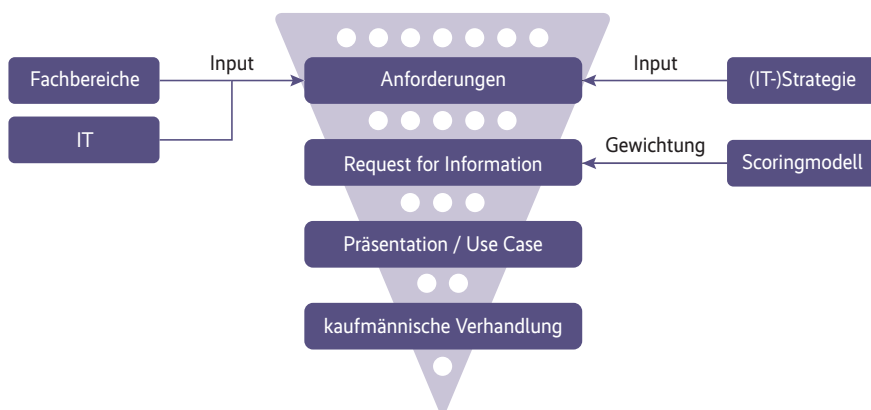 Fachbereiche
Input
Anforderungen
Input
(IT-)Strategie
IT
Request for Information
Gewichtung
Scoringmodell
Präsentation / Use Case
kaufmännische Verhandlung